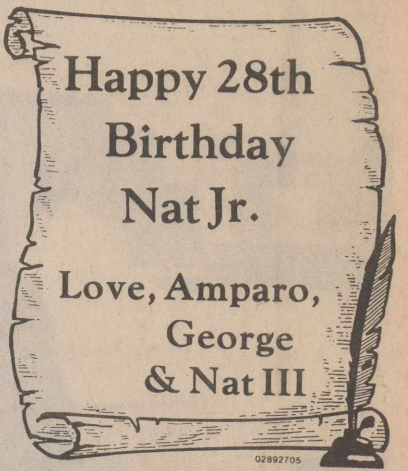 Happy 28th
Birthday
Nat Jr.
Love, Amparo,
George
& Nat III
02892705